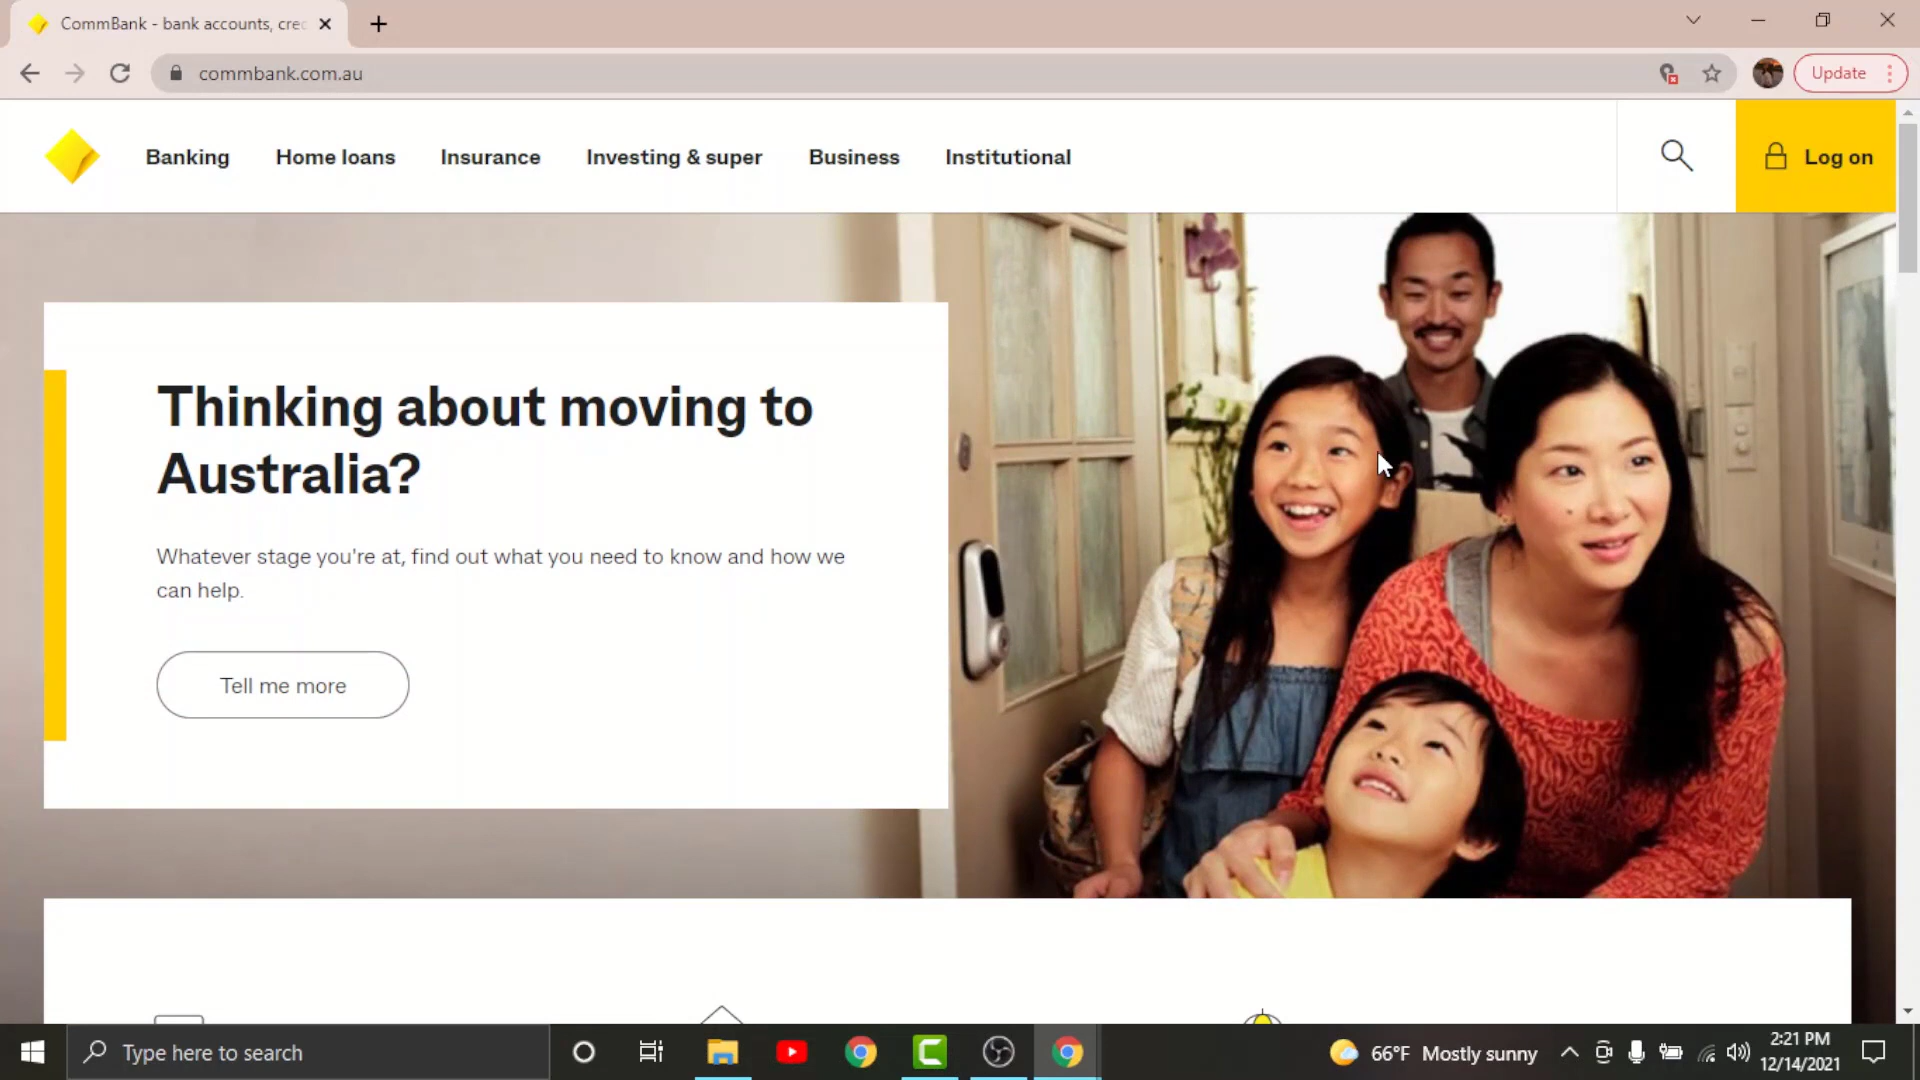 CommBank - bank accounts, cred
commbank.com.au
Update
Banking
Home loans
Insurance
Investing & super
Business
Institutional
Log on
Thinking about moving to
Australia?
Whatever stage you're at, find out what you need to know and how we
can help.
Tell me more
Type here to search
66°F Mostly sunny
2:21 PM
12/14/2021